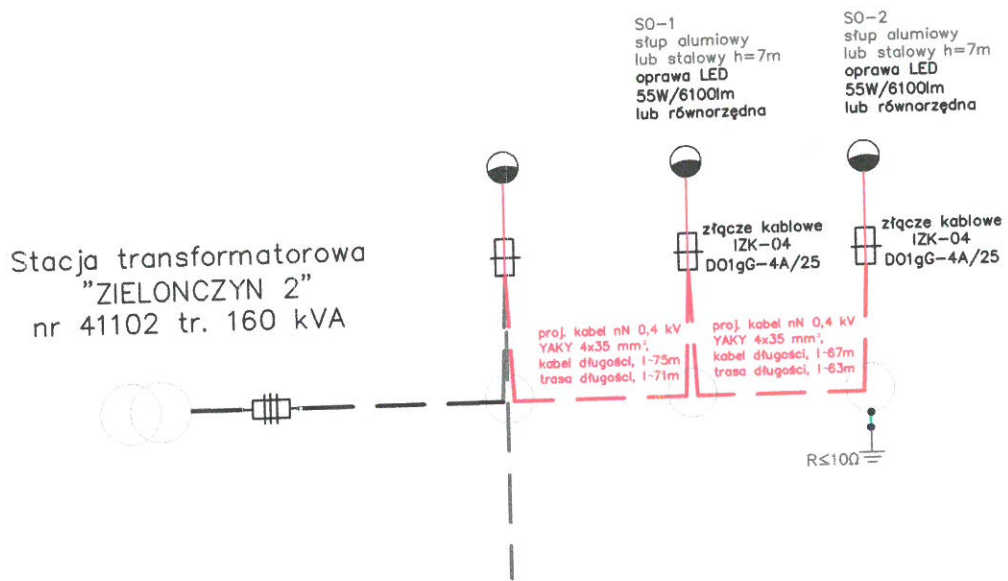 SO-1
słup alumiowy
lub stalowy h=7m
oprawa LED
55W/6100lm
lub równorzędna
SO-2
słup alumiowy
lub stalowy h=7m
oprawa LED
55W/6100lm
lub równorzędna
Stacja transformatorowa
"ZIELONCZYN 2"
nr 41102 tr. 160 kVA
złącze kablowe
IZK-04
D01gG-4A/25
złącze kablowe
IZK-04
D01gG-4A/25
proj. kabel nN 0,4 kV
YAKY 4x35 mm²,
kabel długości, l~75m
trasa długości, l~71m
proj. kabel nN 0,4 kV
YAKY 4x35 mm²,
kabel długości, l~67m
trasa długości, l~63m
R≤10Ω